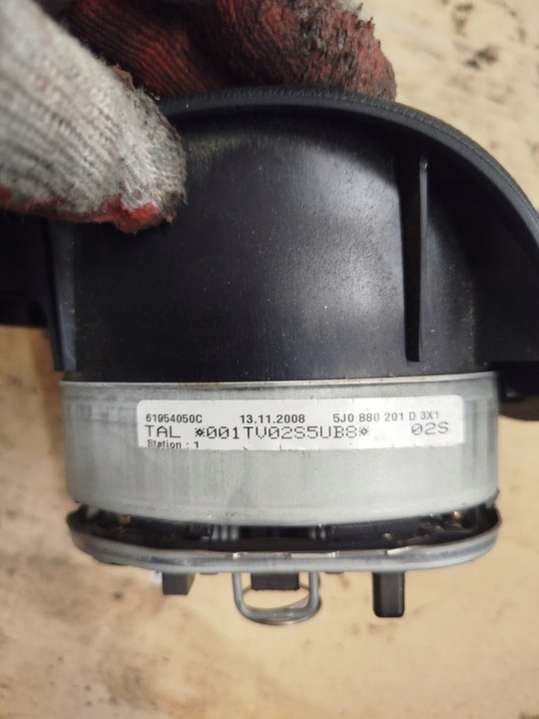 61954050C 13.11.2008 5J0 880 201 D 3X1
TAL *001TV02S5UB8* 02S
Station : 1